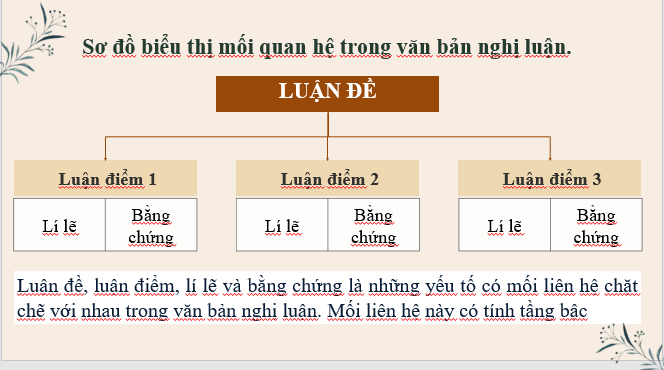 Sơ đồ biểu thị mối quan hệ trong văn bản nghị luận.
LUẬN ĐỀ
Luận điểm 1
Luận điểm 2
Luận điểm 3
Lí lẽ
Bằng
chứng
Lí lẽ
Bằng
chứng
Lí lẽ
Bằng
chứng
Luận đề, luận điểm, lí lẽ và bằng chứng là những yếu tố có mối liên hệ chặt
chẽ với nhau trong văn bản nghị luận. Mối liên hệ này có tính tầng bậc